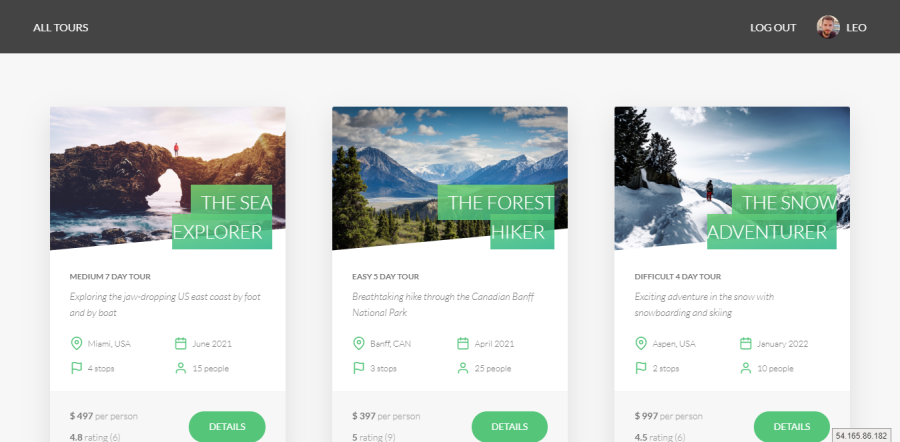 ALL TOURS
LOG OUT
LEO
THE SEA
EXPLORER
MEDIUM 7 DAY TOUR
Exploring the jaw-dropping US east coast by foot
and by boat
Miami, USA
June 2021
4 stops
15 people
$ 497 per person
4.8 rating (6)
DETAILS
THE FOREST
HIKER
EASY 5 DAY TOUR
Breathtaking hike through the Canadian Banff
National Park
Banff, CAN
April 2021
3 stops
25 people
$ 397 per person
5 rating (9)
DETAILS
THE SNOW
ADVENTURER
DIFFICULT 4 DAY TOUR
Exciting adventure in the snow with
snowboarding and skiing
Aspen, USA
January 2022
2 stops
10 people
$ 997 per person
4.5 rating (6)
DETAILS
54.165.86.182